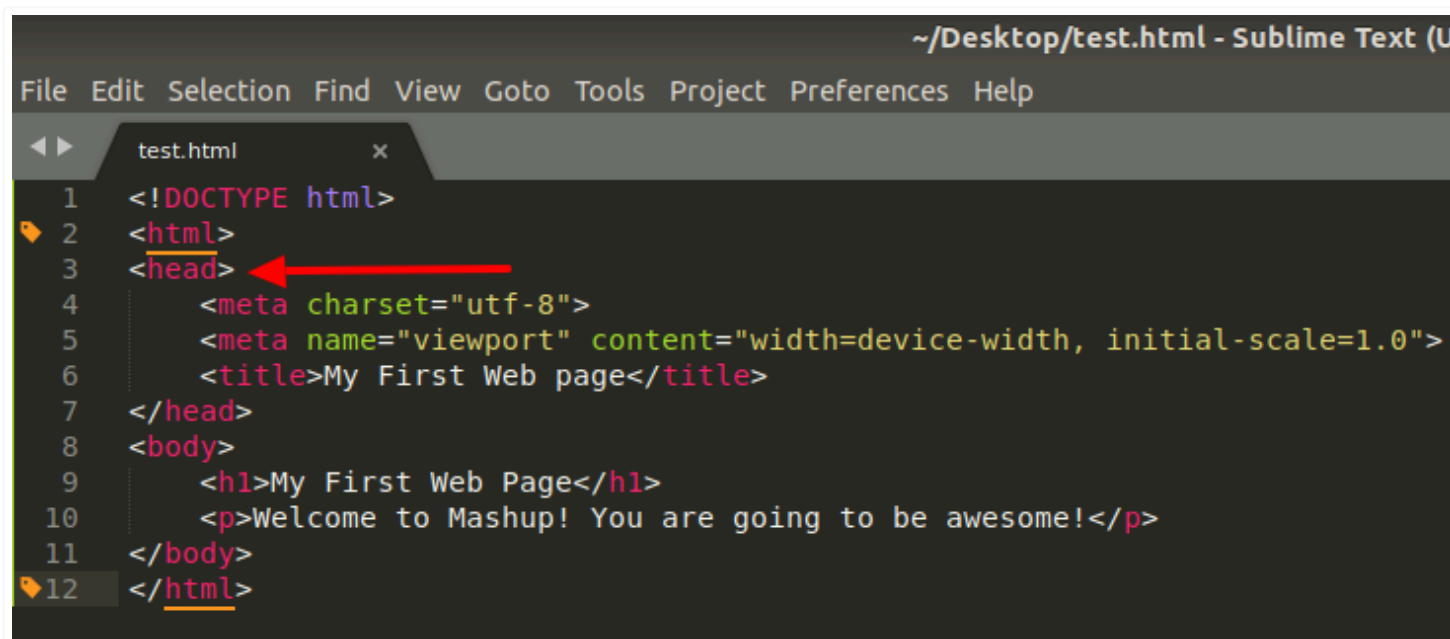 ~/Desktop/test.html - Sublime Text (U
File Edit Selection Find View Goto Tools Project Preferences Help
test.html ×
1 <!DOCTYPE html>
2 <html>
3 <head>
4     <meta charset="utf-8">
5     <meta name="viewport" content="width=device-width, initial-scale=1.0">
6     <title>My First Web page</title>
7 </head>
8 <body>
9     <h1>My First Web Page</h1>
10     <p>Welcome to Mashup! You are going to be awesome!</p>
11 </body>
12 </html>